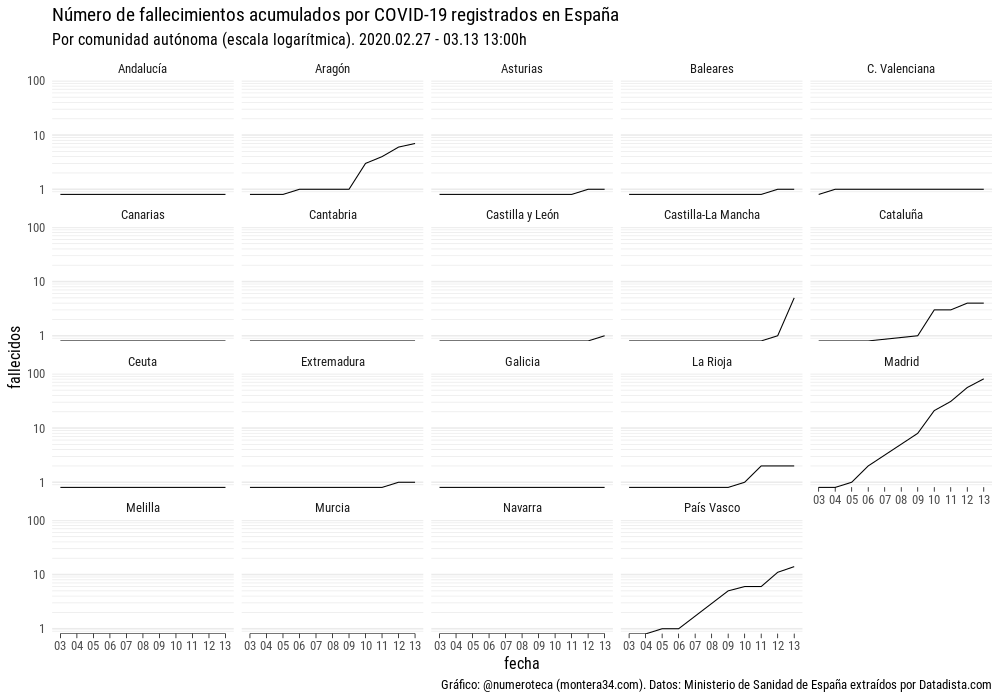 Número de fallecimientos acumulados por COVID-19 registrados en España
Por comunidad autónoma (escala logarítmica). 2020.02.27 - 03.13 13:00h
Andalucía Aragón Asturias Baleares C. Valenciana
100
10
1
Canarias Cantabria Castilla y León Castilla-La Mancha Cataluña
100
10
1
fallecidos
Ceuta Extremadura Galicia La Rioja Madrid
100
10
1
03 04 05 06 07 08 09 10 11 12 13
Melilla Murcia Navarra País Vasco
100
10
1
03 04 05 06 07 08 09 10 11 12 13 03 04 05 06 07 08 09 10 11 12 13 03 04 05 06 07 08 09 10 11 12 13 03 04 05 06 07 08 09 10 11 12 13
fecha
Gráfico: @numeroteca (montera34.com). Datos: Ministerio de Sanidad de España extraídos por Datadista.com